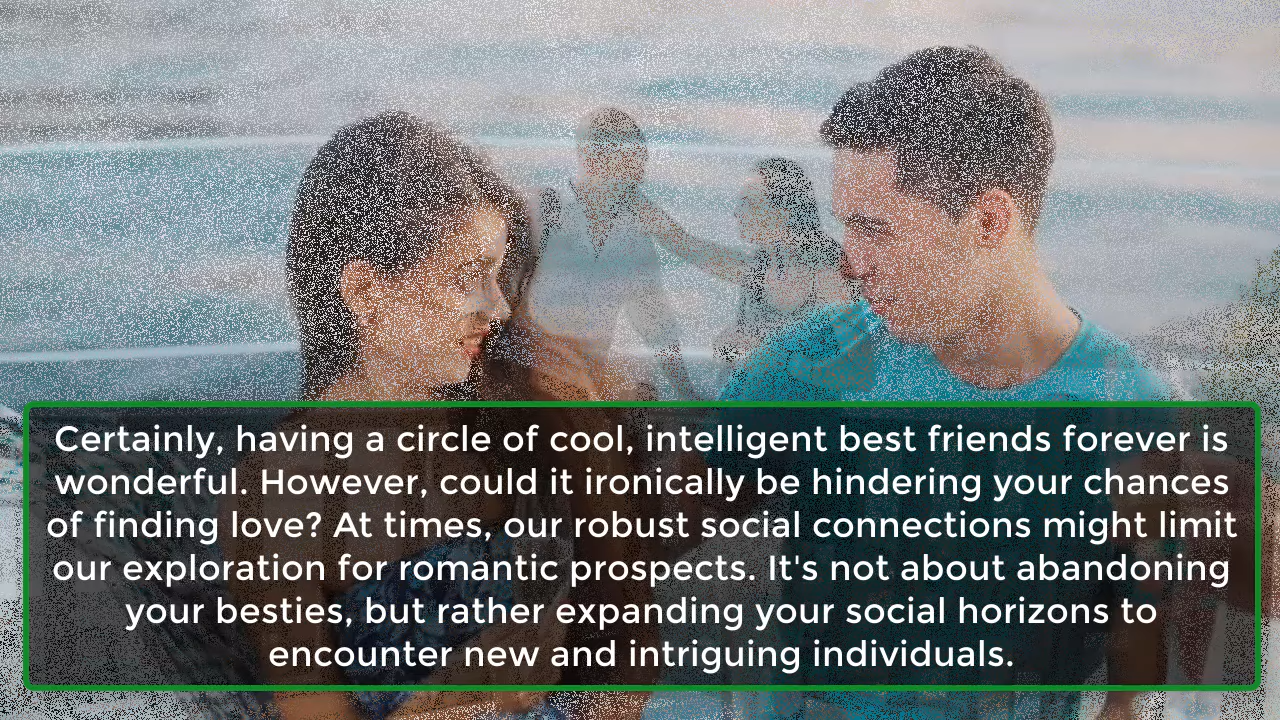 Certainly, having a circle of cool, intelligent best friends forever is
wonderful. However, could it ironically be hindering your chances
of finding love? At times, our robust social connections might limit
our exploration for romantic prospects. It's not about abandoning
your besties, but rather expanding your social horizons to
encounter new and intriguing individuals.